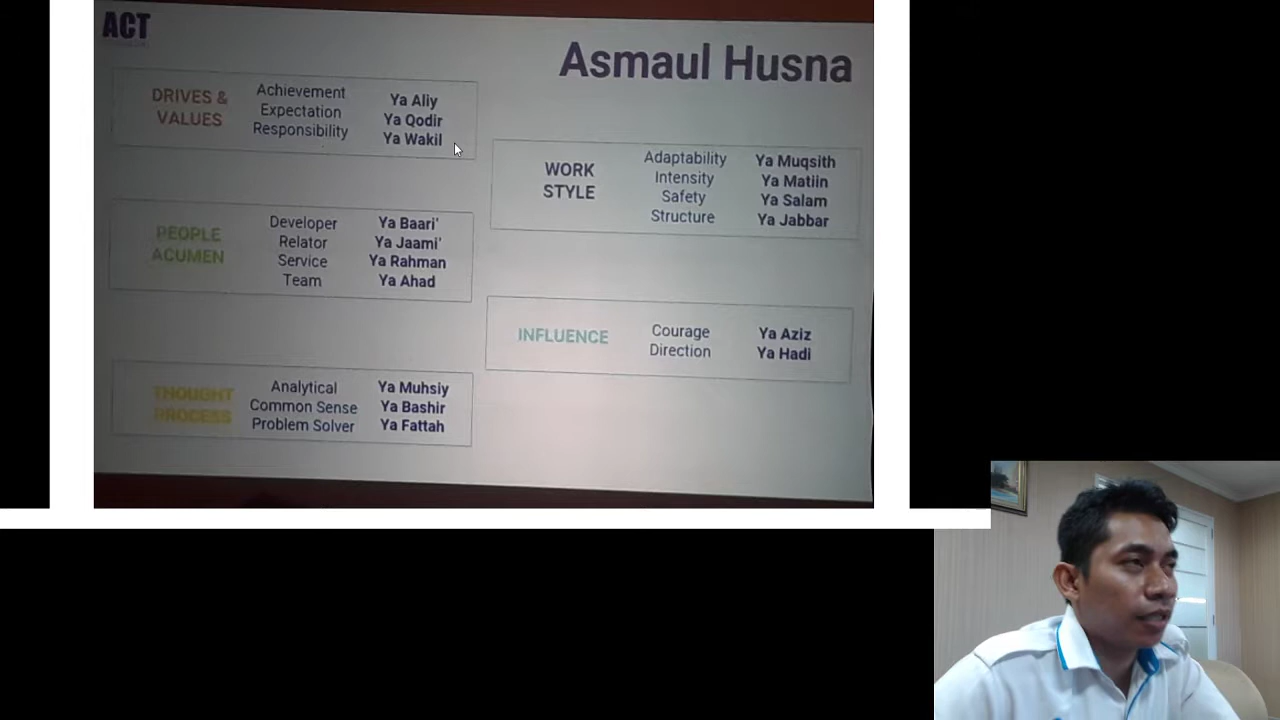 ACT
Asmaul Husna
DRIVES &
VALUES
Achievement
Expectation
Responsibility
Ya Aliy
Ya Qodir
Ya Wakil
WORK
STYLE
Adaptability
Intensity
Safety
Structure
Ya Muqsith
Ya Matiin
Ya Salam
Ya Jabbar
PEOPLE
ACUMEN
Developer
Relator
Service
Team
Ya Baari'
Ya Jaami'
Ya Rahman
Ya Ahad
INFLUENCE
Courage
Direction
Ya Aziz
Ya Hadi
THOUGHT
PROCESS
Analytical
Common Sense
Problem Solver
Ya Muhsiy
Ya Bashir
Ya Fattah